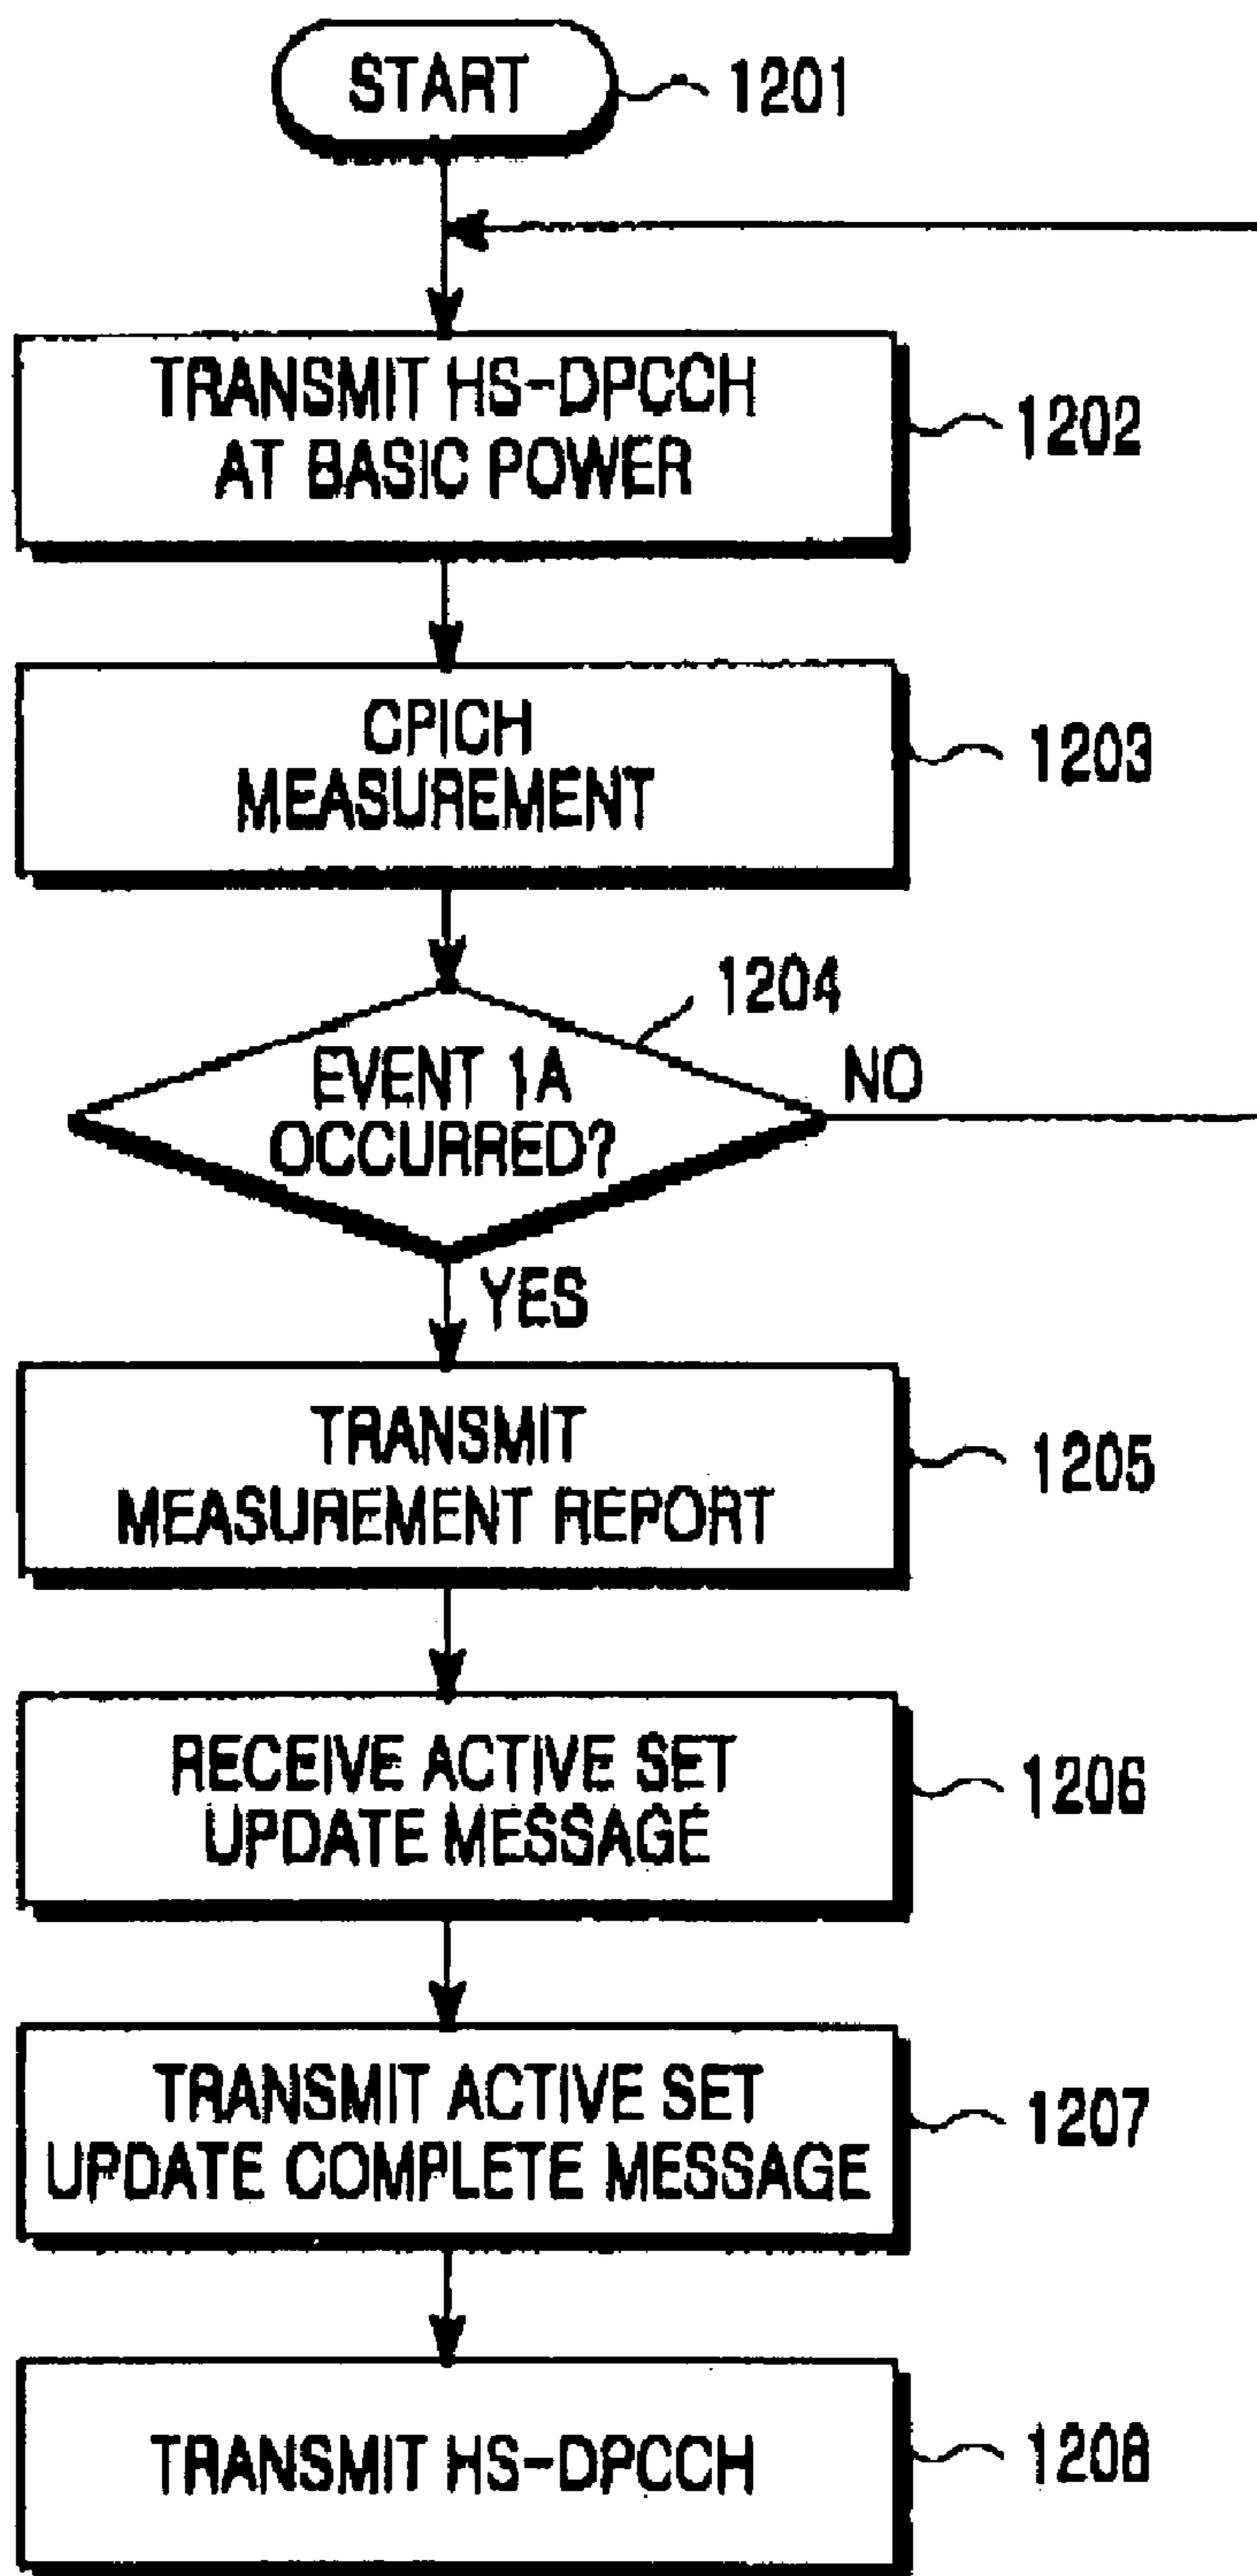 START
1201
TRANSMIT HS-DPCCH
AT BASIC POWER
1202
CPICH
MEASUREMENT
1203
1204
EVENT 1A
OCCURRED?
NO
YES
TRANSMIT
MEASUREMENT REPORT
1205
RECEIVE ACTIVE SET
UPDATE MESSAGE
1206
TRANSMIT ACTIVE SET
UPDATE COMPLETE MESSAGE
1207
TRANSMIT HS-DPCCH
1208